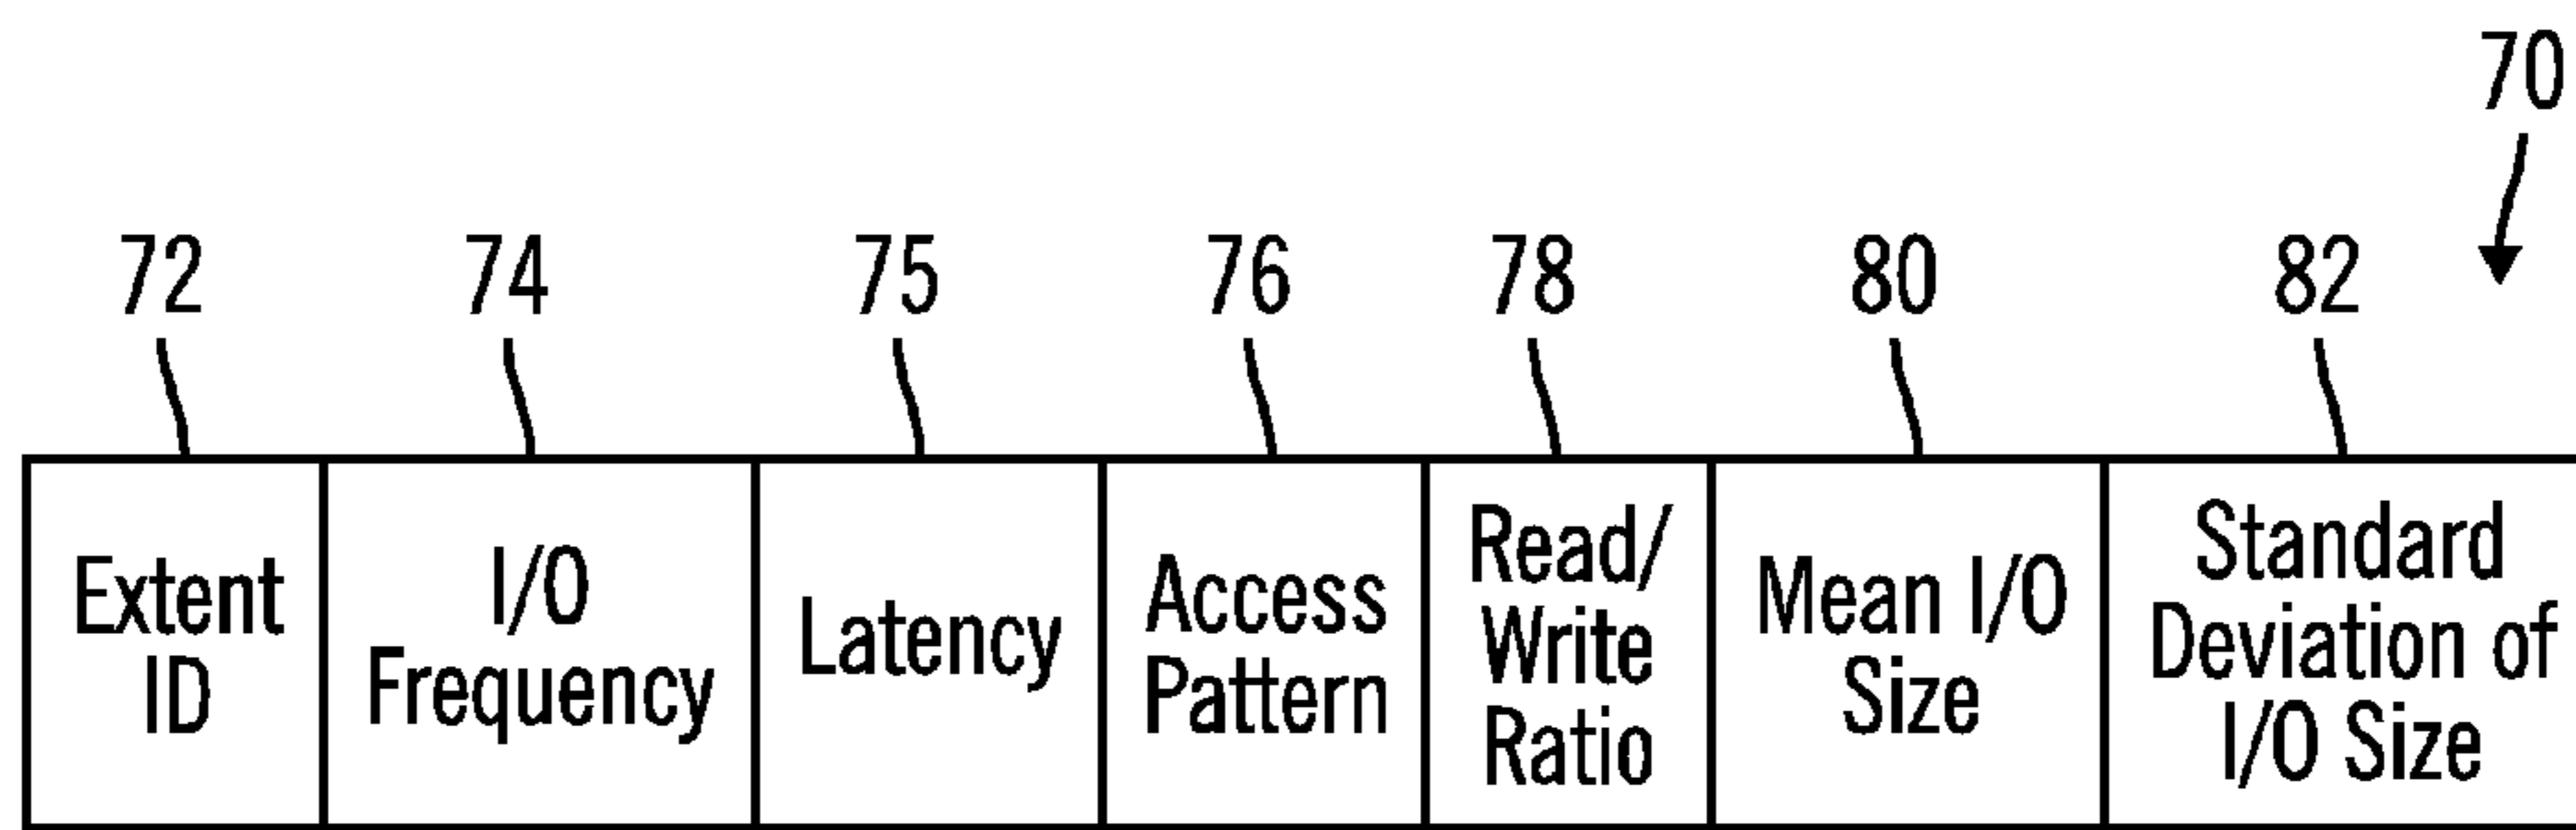 70
72
74
75
76
78
80
82
Extent
ID
I/O
Frequency
Latency
Access
Pattern
Read/
Write
Ratio
Mean I/O
Size
Standard
Deviation of
I/O Size